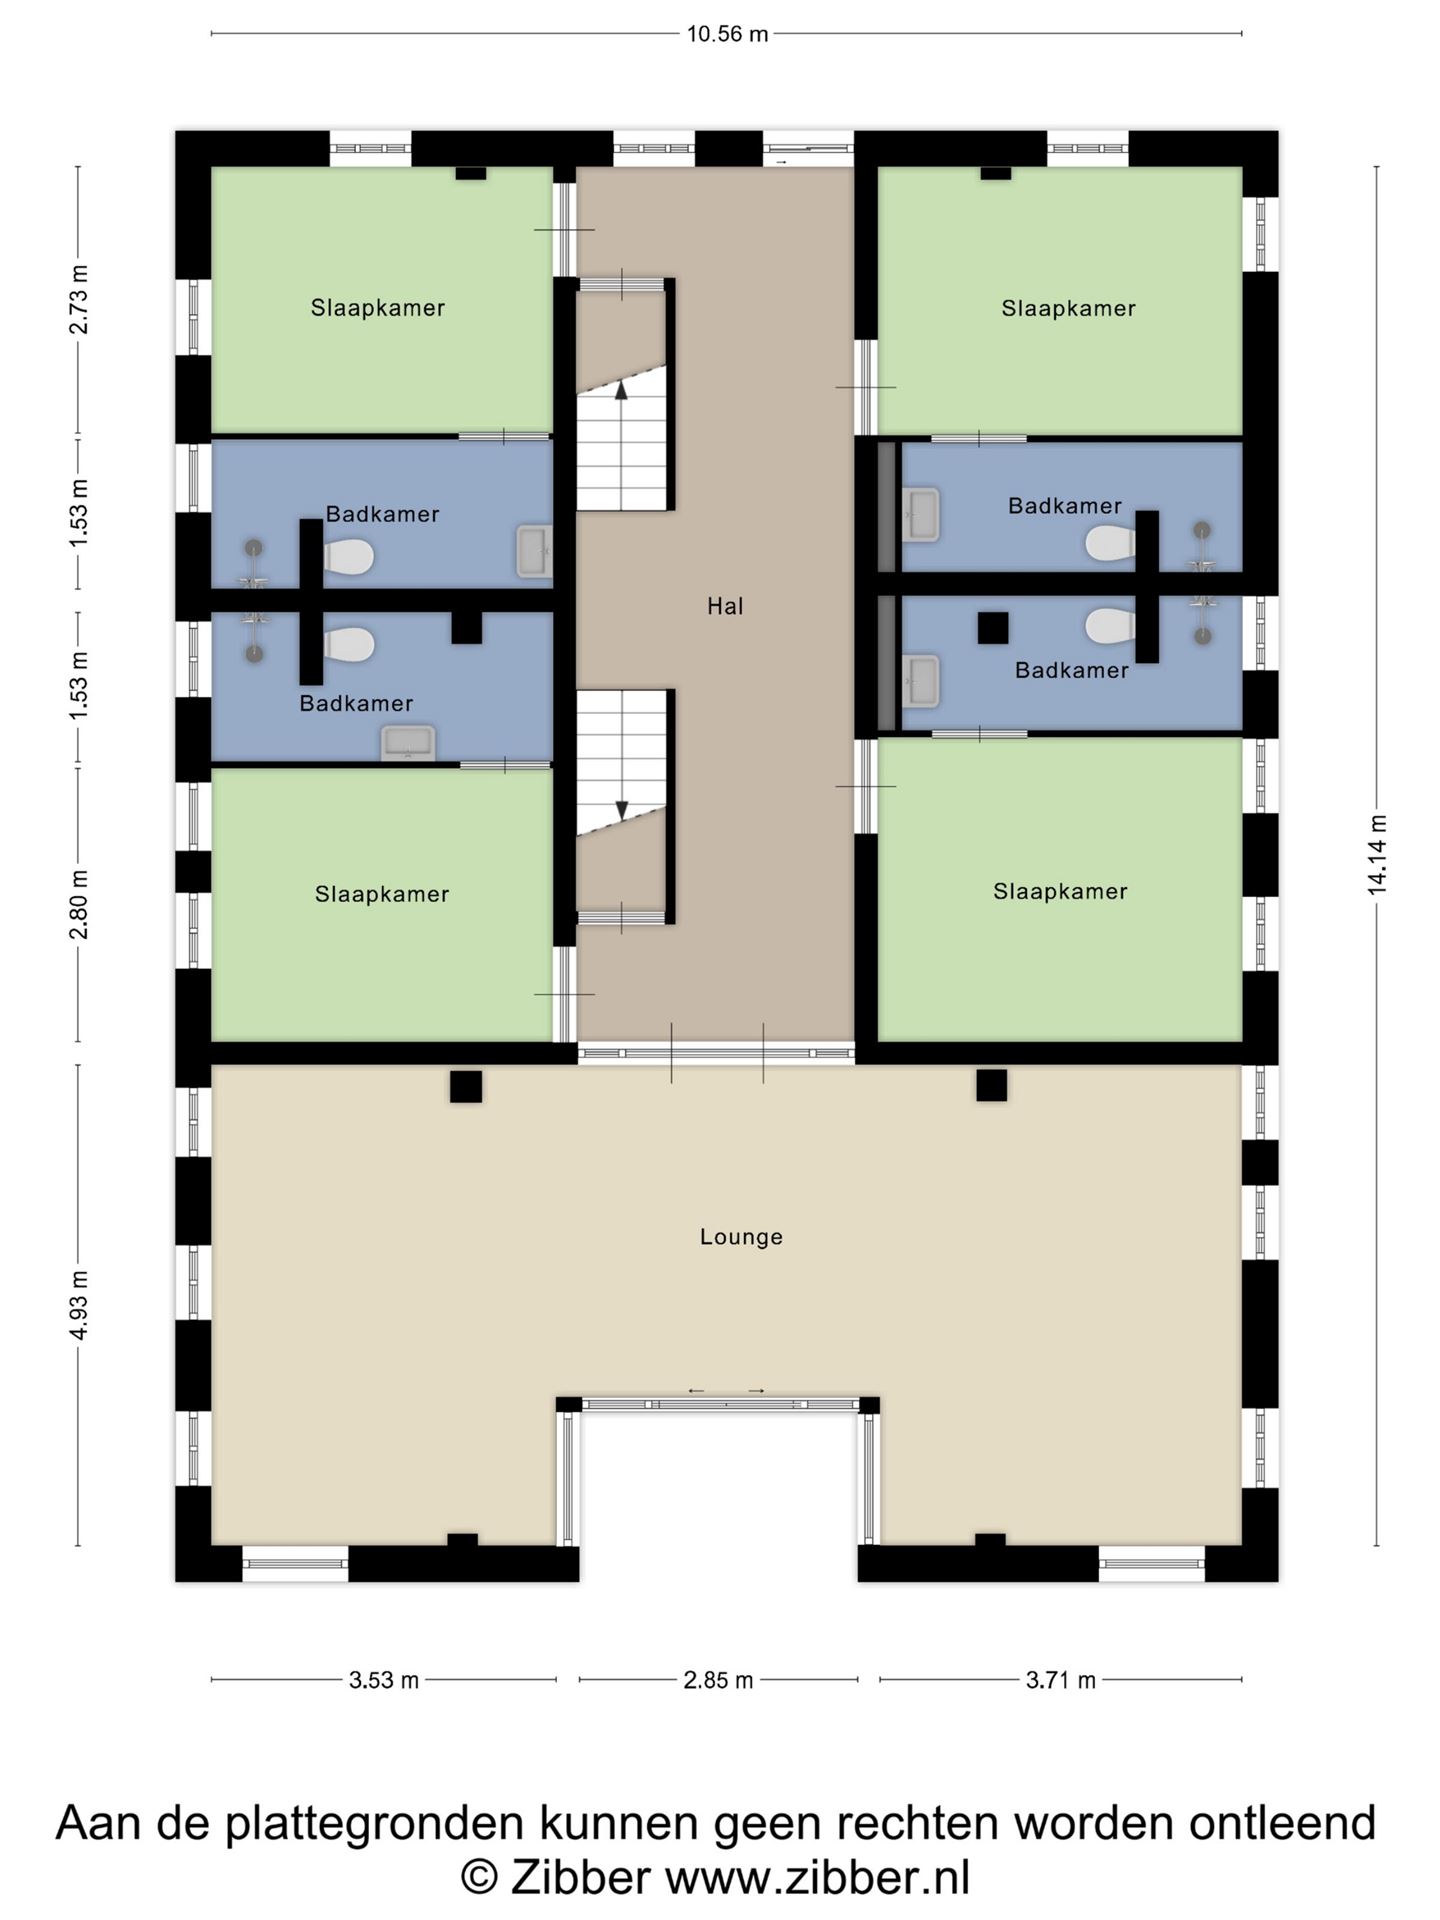 10.56 m
2.73 m
Slaapkamer
Slaapkamer
1.53 m
Badkamer
Badkamer
Hal
1.53 m
Badkamer
Badkamer
2.80 m
Slaapkamer
Slaapkamer
14.14 m
4.93 m
Lounge
3.53 m
2.85 m
3.71 m
Aan de plattegronden kunnen geen rechten worden ontleend
© Zibber www.zibber.nl